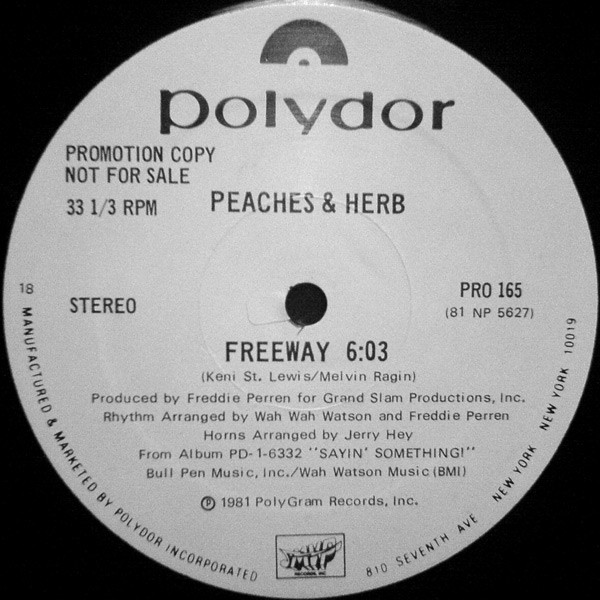 polydor
PROMOTION COPY
NOT FOR SALE
33 1/3 RPM
PEACHES & HERB
18
STEREO
PRO 165
(81 NP 5627)
FREEWAY 6:03
(Keni St. Lewis/Melvin Ragin)
Produced by Freddie Perren for Grand Slam Productions, Inc.
Rhythm Arranged by Wah Wah Watson and Freddie Perren
Horns Arranged by Jerry Hey
From Album PD-1-6332 "SAYIN' SOMETHING!"
Bull Pen Music, Inc./Wah Watson Music (BMI)
℗ 1981 PolyGram Records, Inc.
MANUFACTURED & MARKETED BY POLYDOR INCORPORATED
810 SEVENTH AVE NEW YORK NEW YORK 10019